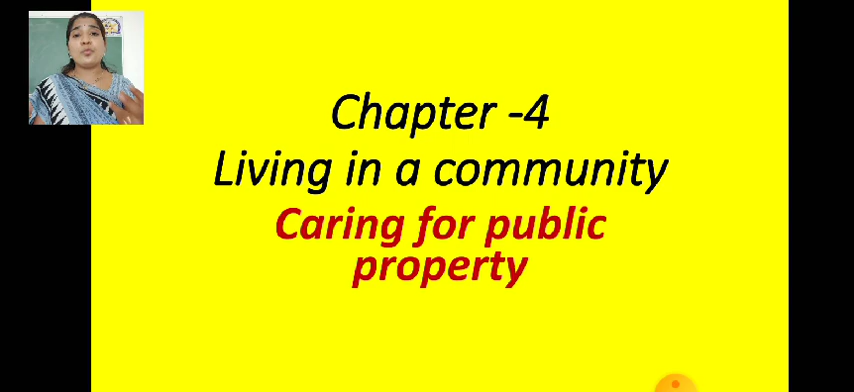 Chapter -4
Living in a community
Caring for public
property